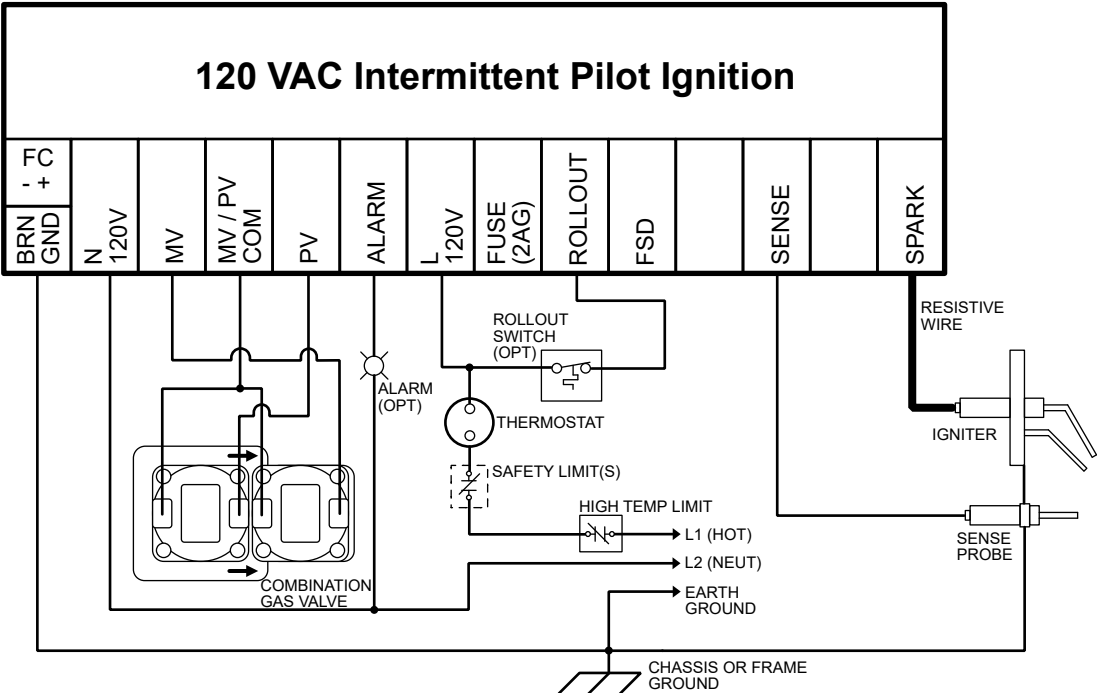 120 VAC Intermittent Pilot Ignition
FC
- +
BRN
GND
N
120V
MV
MV / PV
COM
PV
ALARM
L
120V
FUSE
(2AG)
ROLLOUT
FSD
SENSE
SPARK
RESISTIVE
WIRE
ROLLOUT
SWITCH
(OPT)
ALARM
(OPT)
THERMOSTAT
IGNITER
SAFETY LIMIT(S)
HIGH TEMP LIMIT
L1 (HOT)
SENSE
PROBE
L2 (NEUT)
COMBINATION
GAS VALVE
EARTH
GROUND
CHASSIS OR FRAME
GROUND